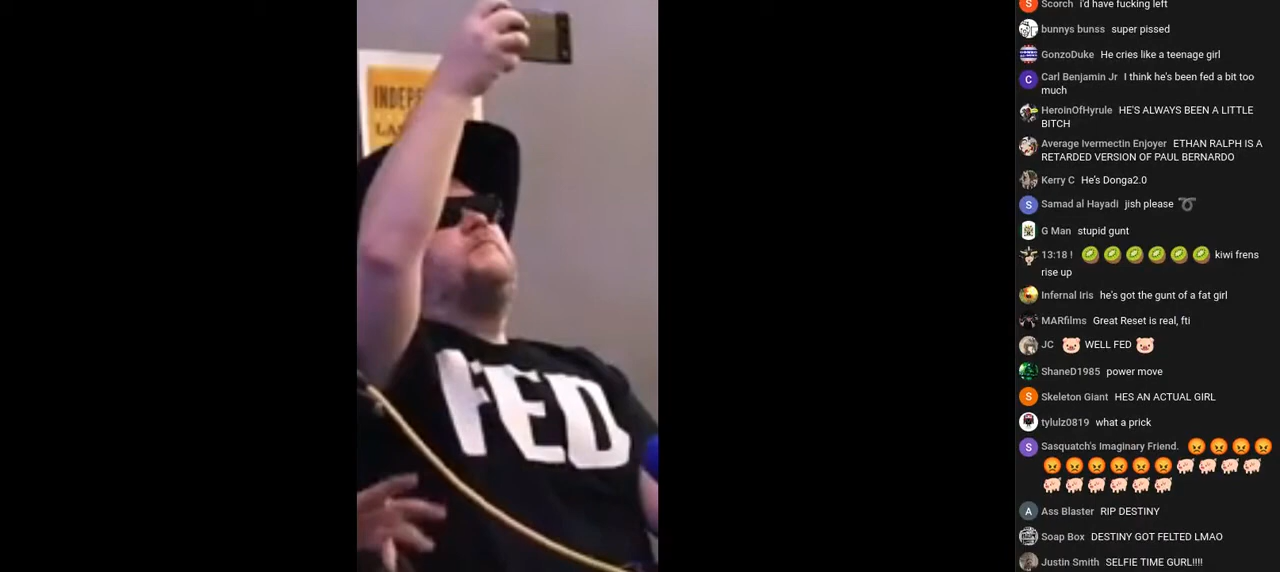 INDEPE
LA
FED
Scorch i'd have fucking left
bunnys bunss super pissed
GonzoDuke He cries like a teenage girl
Carl Benjamin Jr I think he's been fed a bit too
much
HeroinOfHyrule HE'S ALWAYS BEEN A LITTLE
BITCH
Average Ivermectin Enjoyer ETHAN RALPH IS A
RETARDED VERSION OF PAUL BERNARDO
Kerry C He's Donga2.0
S Samad al Hayadi jish please ➰
G Man stupid gunt
13:18 ! 🥝🥝🥝🥝🥝🥝 kiwi frens
rise up
Infernal Iris he's got the gunt of a fat girl
MARfilms Great Reset is real, fti
JC 🐷 WELL FED 🐷
ShaneD1985 power move
S Skeleton Giant HES AN ACTUAL GIRL
tylulz0819 what a prick
S Sasquatch's Imaginary Friend. 😡😡😡😡
😡😡😡😡😡😡🐖🐖🐖🐖
🐖🐖🐖🐖🐖🐖
A Ass Blaster RIP DESTINY
Soap Box DESTINY GOT FELTED LMAO
Justin Smith SELFIE TIME GURL!!!!